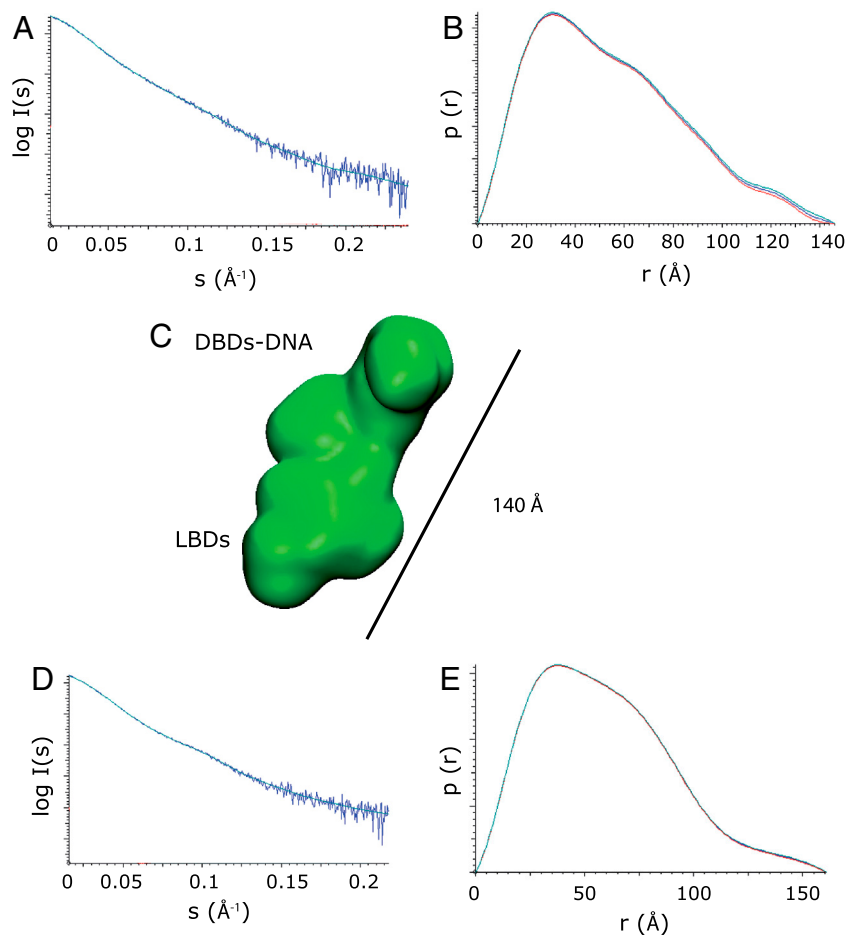 A
log I(s)
0 0.05 0.1 0.15 0.2
s (Å-1)
B
p (r)
0 20 40 60 80 100 120 140
r (Å)
C
DBDs-DNA
140 Å
LBDs
D
log I(s)
0 0.05 0.1 0.15 0.2
s (Å-1)
E
p (r)
0 50 100 150
r (Å)